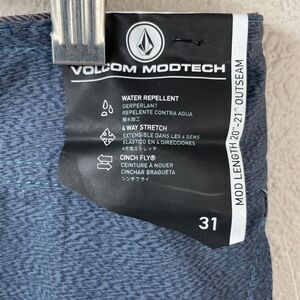 VOLCOM MODTECH
WATER REPELLENT
DEPERLANT
REPELENTE CONTRA AGUA
撥水加工
4 WAY STRETCH
EXTENSIBLE DANS LES 4 SENS
ELASTICO EN 4 DIRECCIONES
4方向ストレッチ
CINCH FLY®
CEINTURE À NOUER
CINCHAR BRAGUETA
シンチフライ
31
MOD LENGTH 20"-21" OUTSEAM